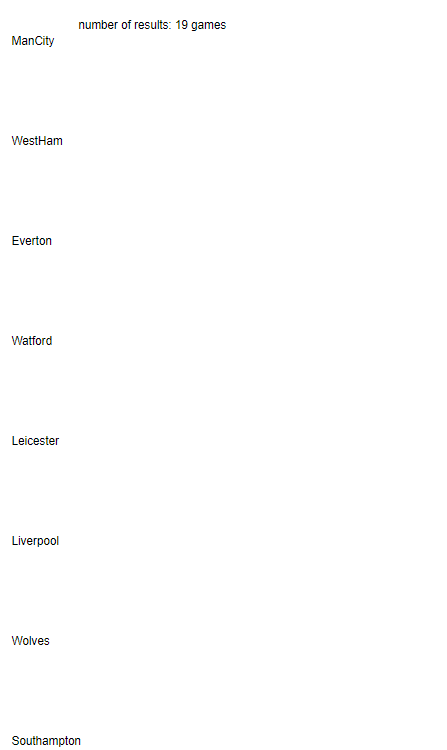 number of results: 19 games
ManCity
WestHam
Everton
Watford
Leicester
Liverpool
Wolves
Southampton